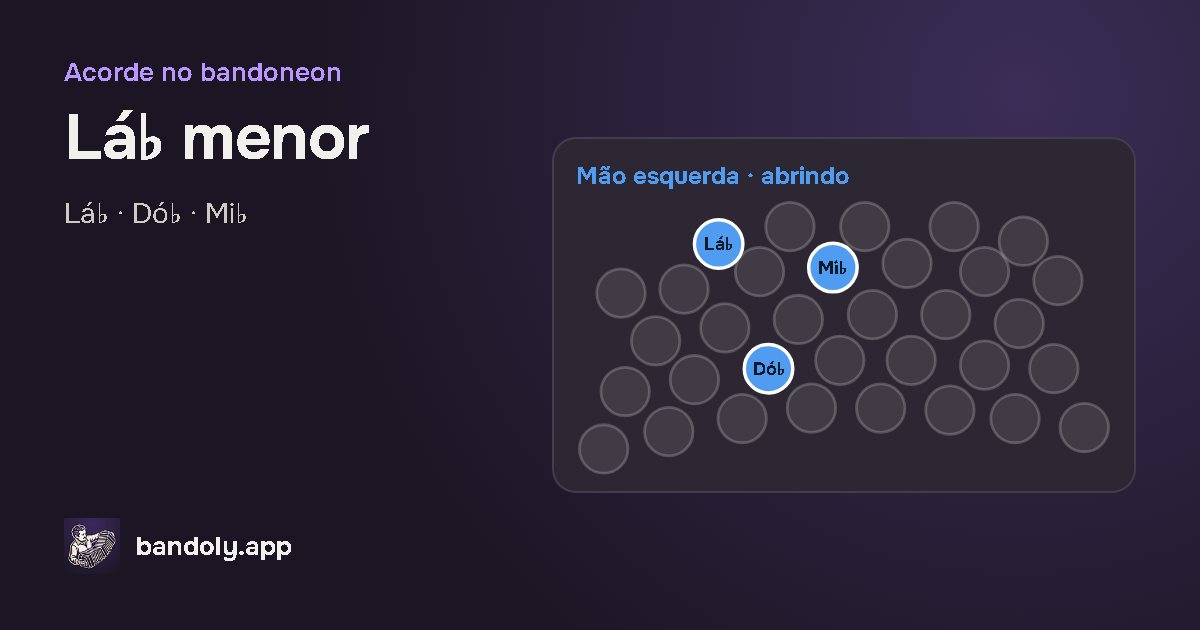 Acorde no bandoneon
Lá♭ menor
Lá♭ · Dó♭ · Mi♭
Mão esquerda · abrindo
Lá♭
Mi♭
Dó♭
bandoly.app